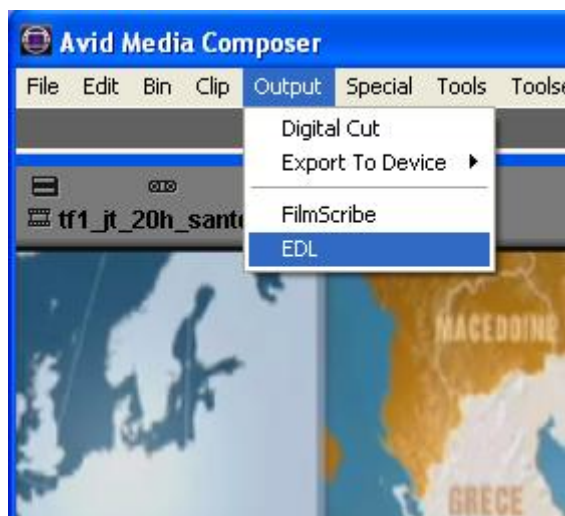 Avid Media Composer
File Edit Bin Clip Output Special Tools Toolse
Digital Cut
Export To Device
tf1_jt_20h_sant
FilmScribe
EDL
MACEDOINE
GRECE